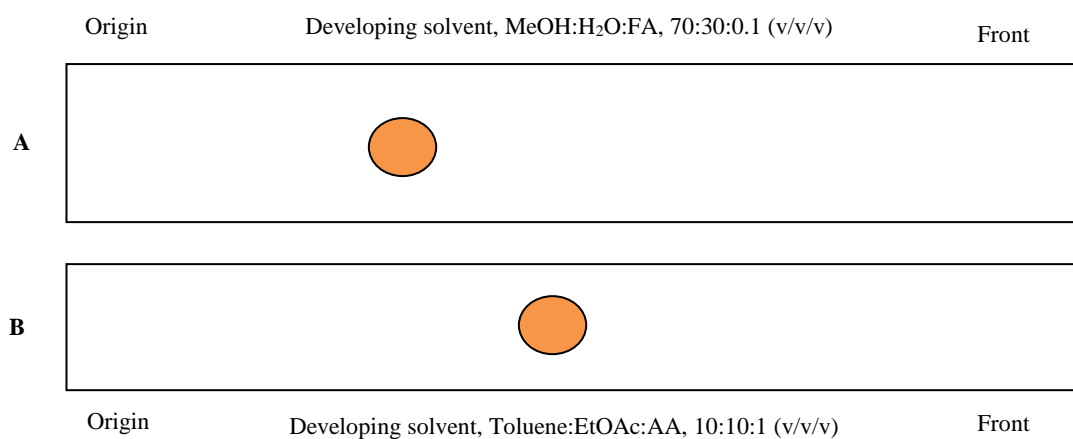 Origin Developing solvent, MeOH:H₂O:FA, 70:30:0.1 (v/v/v) Front
A
B
Origin Developing solvent, Toluene:EtOAc:AA, 10:10:1 (v/v/v) Front